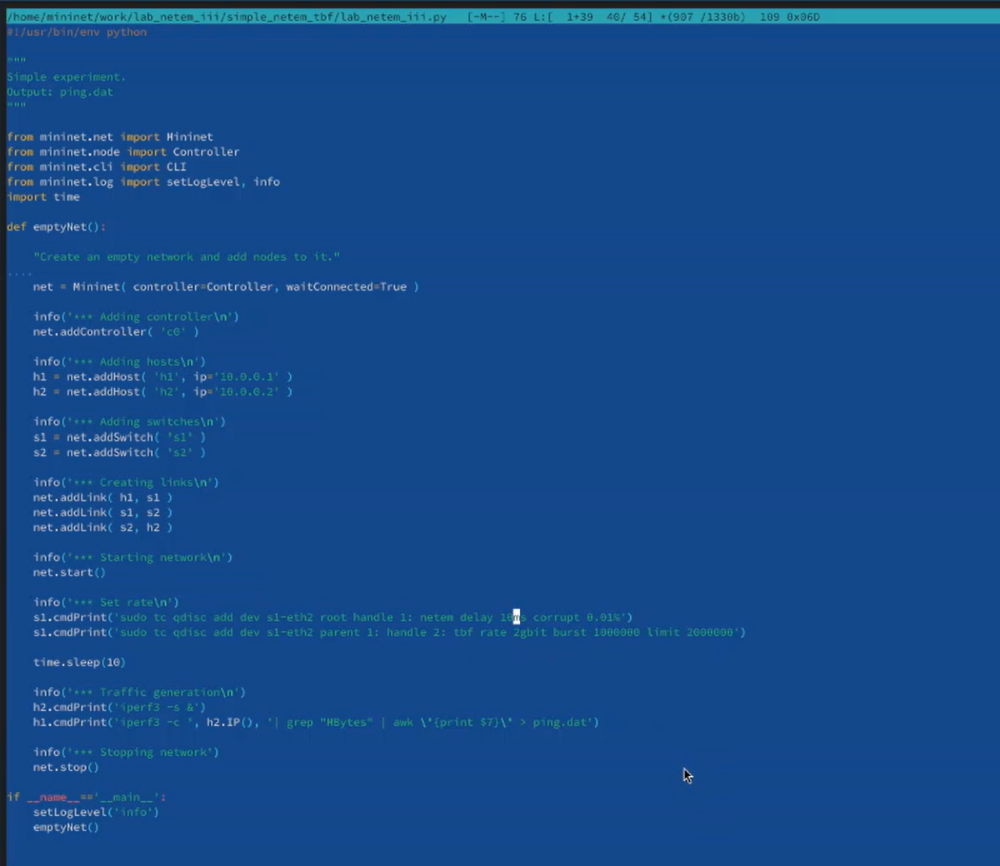 /home/mininet/work/lab_netem_iii/simple_netem_tbf/lab_netem_iii.py [-M--] 76 L:[ 1+39 40/ 54] *(907 /1330b) 109 0x06D
#!/usr/bin/env python
"""
Simple experiment.
Output: ping.dat
"""
from mininet.net import Mininet
from mininet.node import Controller
from mininet.cli import CLI
from mininet.log import setLogLevel, info
import time
def emptyNet():
"Create an empty network and add nodes to it."
....
net = Mininet( controller=Controller, waitConnected=True )
info('*** Adding controller\n')
net.addController( 'c0' )
info('*** Adding hosts\n')
h1 = net.addHost( 'h1', ip='10.0.0.1' )
h2 = net.addHost( 'h2', ip='10.0.0.2' )
info('*** Adding switches\n')
s1 = net.addSwitch( 's1' )
s2 = net.addSwitch( 's2' )
info('*** Creating links\n')
net.addLink( h1, s1 )
net.addLink( s1, s2 )
net.addLink( s2, h2 )
info('*** Starting network\n')
net.start()
info('*** Set rate\n')
s1.cmdPrint('sudo tc qdisc add dev s1-eth2 root handle 1: netem delay 10ms corrupt 0.01%')
s1.cmdPrint('sudo tc qdisc add dev s1-eth2 parent 1: handle 2: tbf rate 2gbit burst 1000000 limit 2000000')
time.sleep(10)
info('*** Traffic generation\n')
h2.cmdPrint('iperf3 -s &')
h1.cmdPrint('iperf3 -c ', h2.IP(), '| grep "MBytes" | awk \'{print $7}\' > ping.dat')
info('*** Stopping network')
net.stop()
if __name__=='__main__':
setLogLevel('info')
emptyNet()